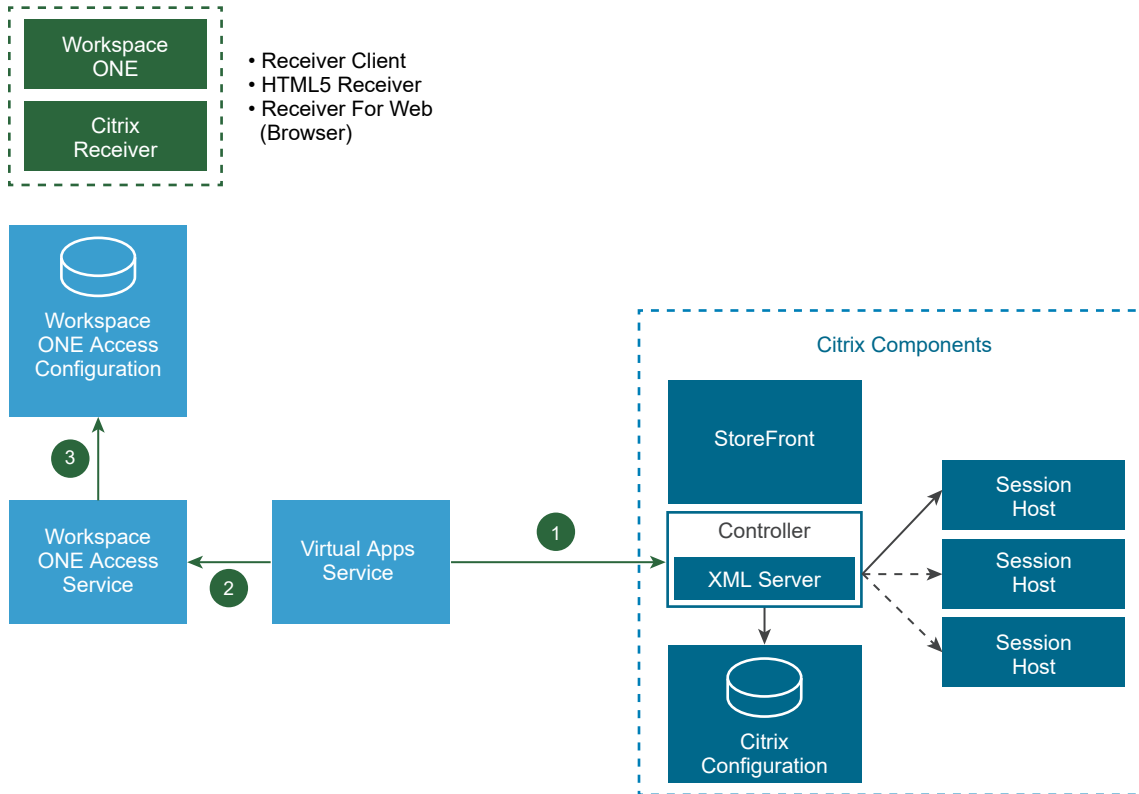 Workspace
ONE
Citrix
Receiver
• Receiver Client
• HTML5 Receiver
• Receiver For Web
(Browser)
Workspace
ONE Access
Configuration
3
Workspace
ONE Access
Service
2
Virtual Apps
Service
1
Citrix Components
StoreFront
Controller
XML Server
Citrix
Configuration
Session
Host
Session
Host
Session
Host